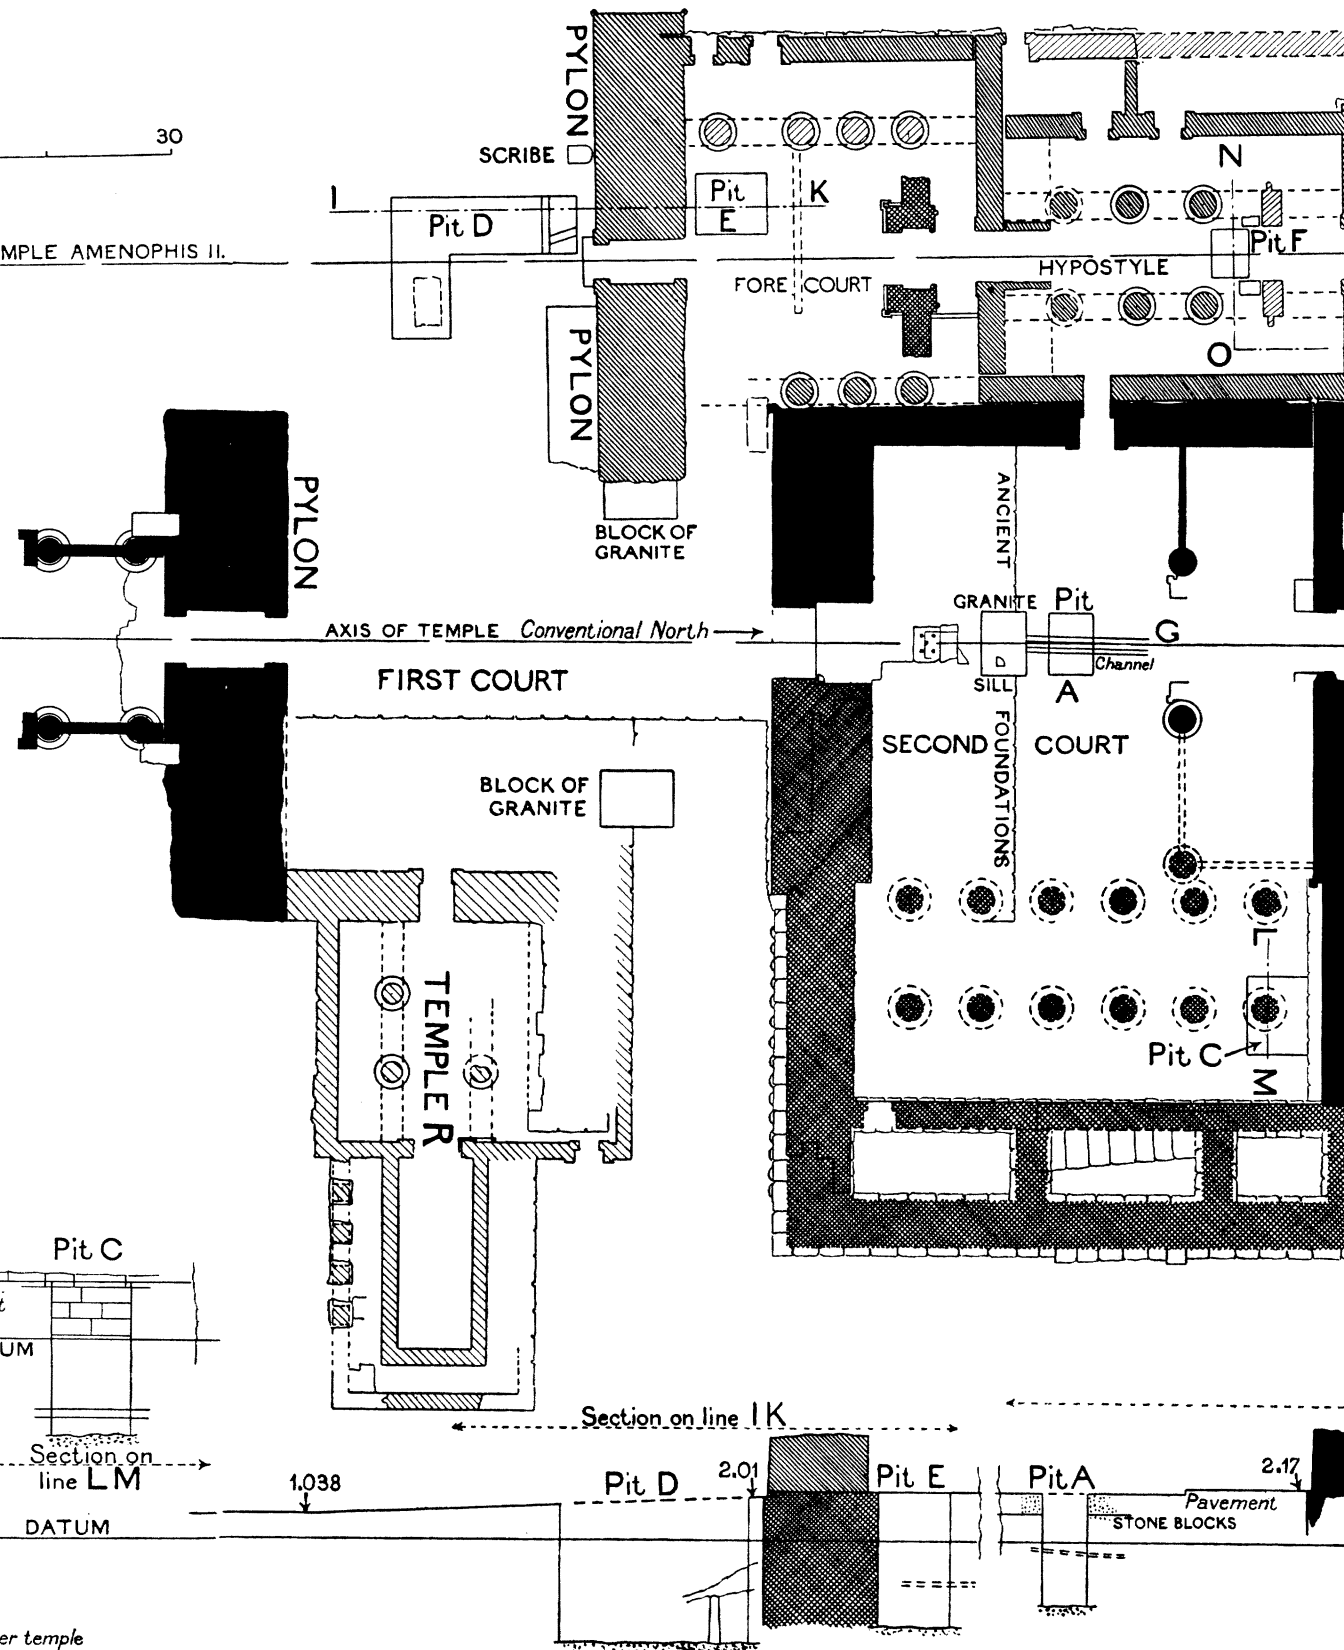 PYLON
30
SCRIBE
N
I
Pit
E
K
Pit D
Pit F
MPLE AMENOPHIS II.
HYPOSTYLE
FORE COURT
PYLON
O
PYLON
ANCIENT
BLOCK OF
GRANITE
GRANITE
Pit
AXIS OF TEMPLE Conventional North
G
Channel
FIRST COURT
SILL
A
SECOND COURT
FOUNDATIONS
BLOCK OF
GRANITE
L
TEMPLE R
Pit C
M
Pit C
t
UM
Section on
line LM
Section on line IK
1.038
Pit D
2.01
Pit E
Pit A
2.17
Pavement
STONE BLOCKS
DATUM
er temple